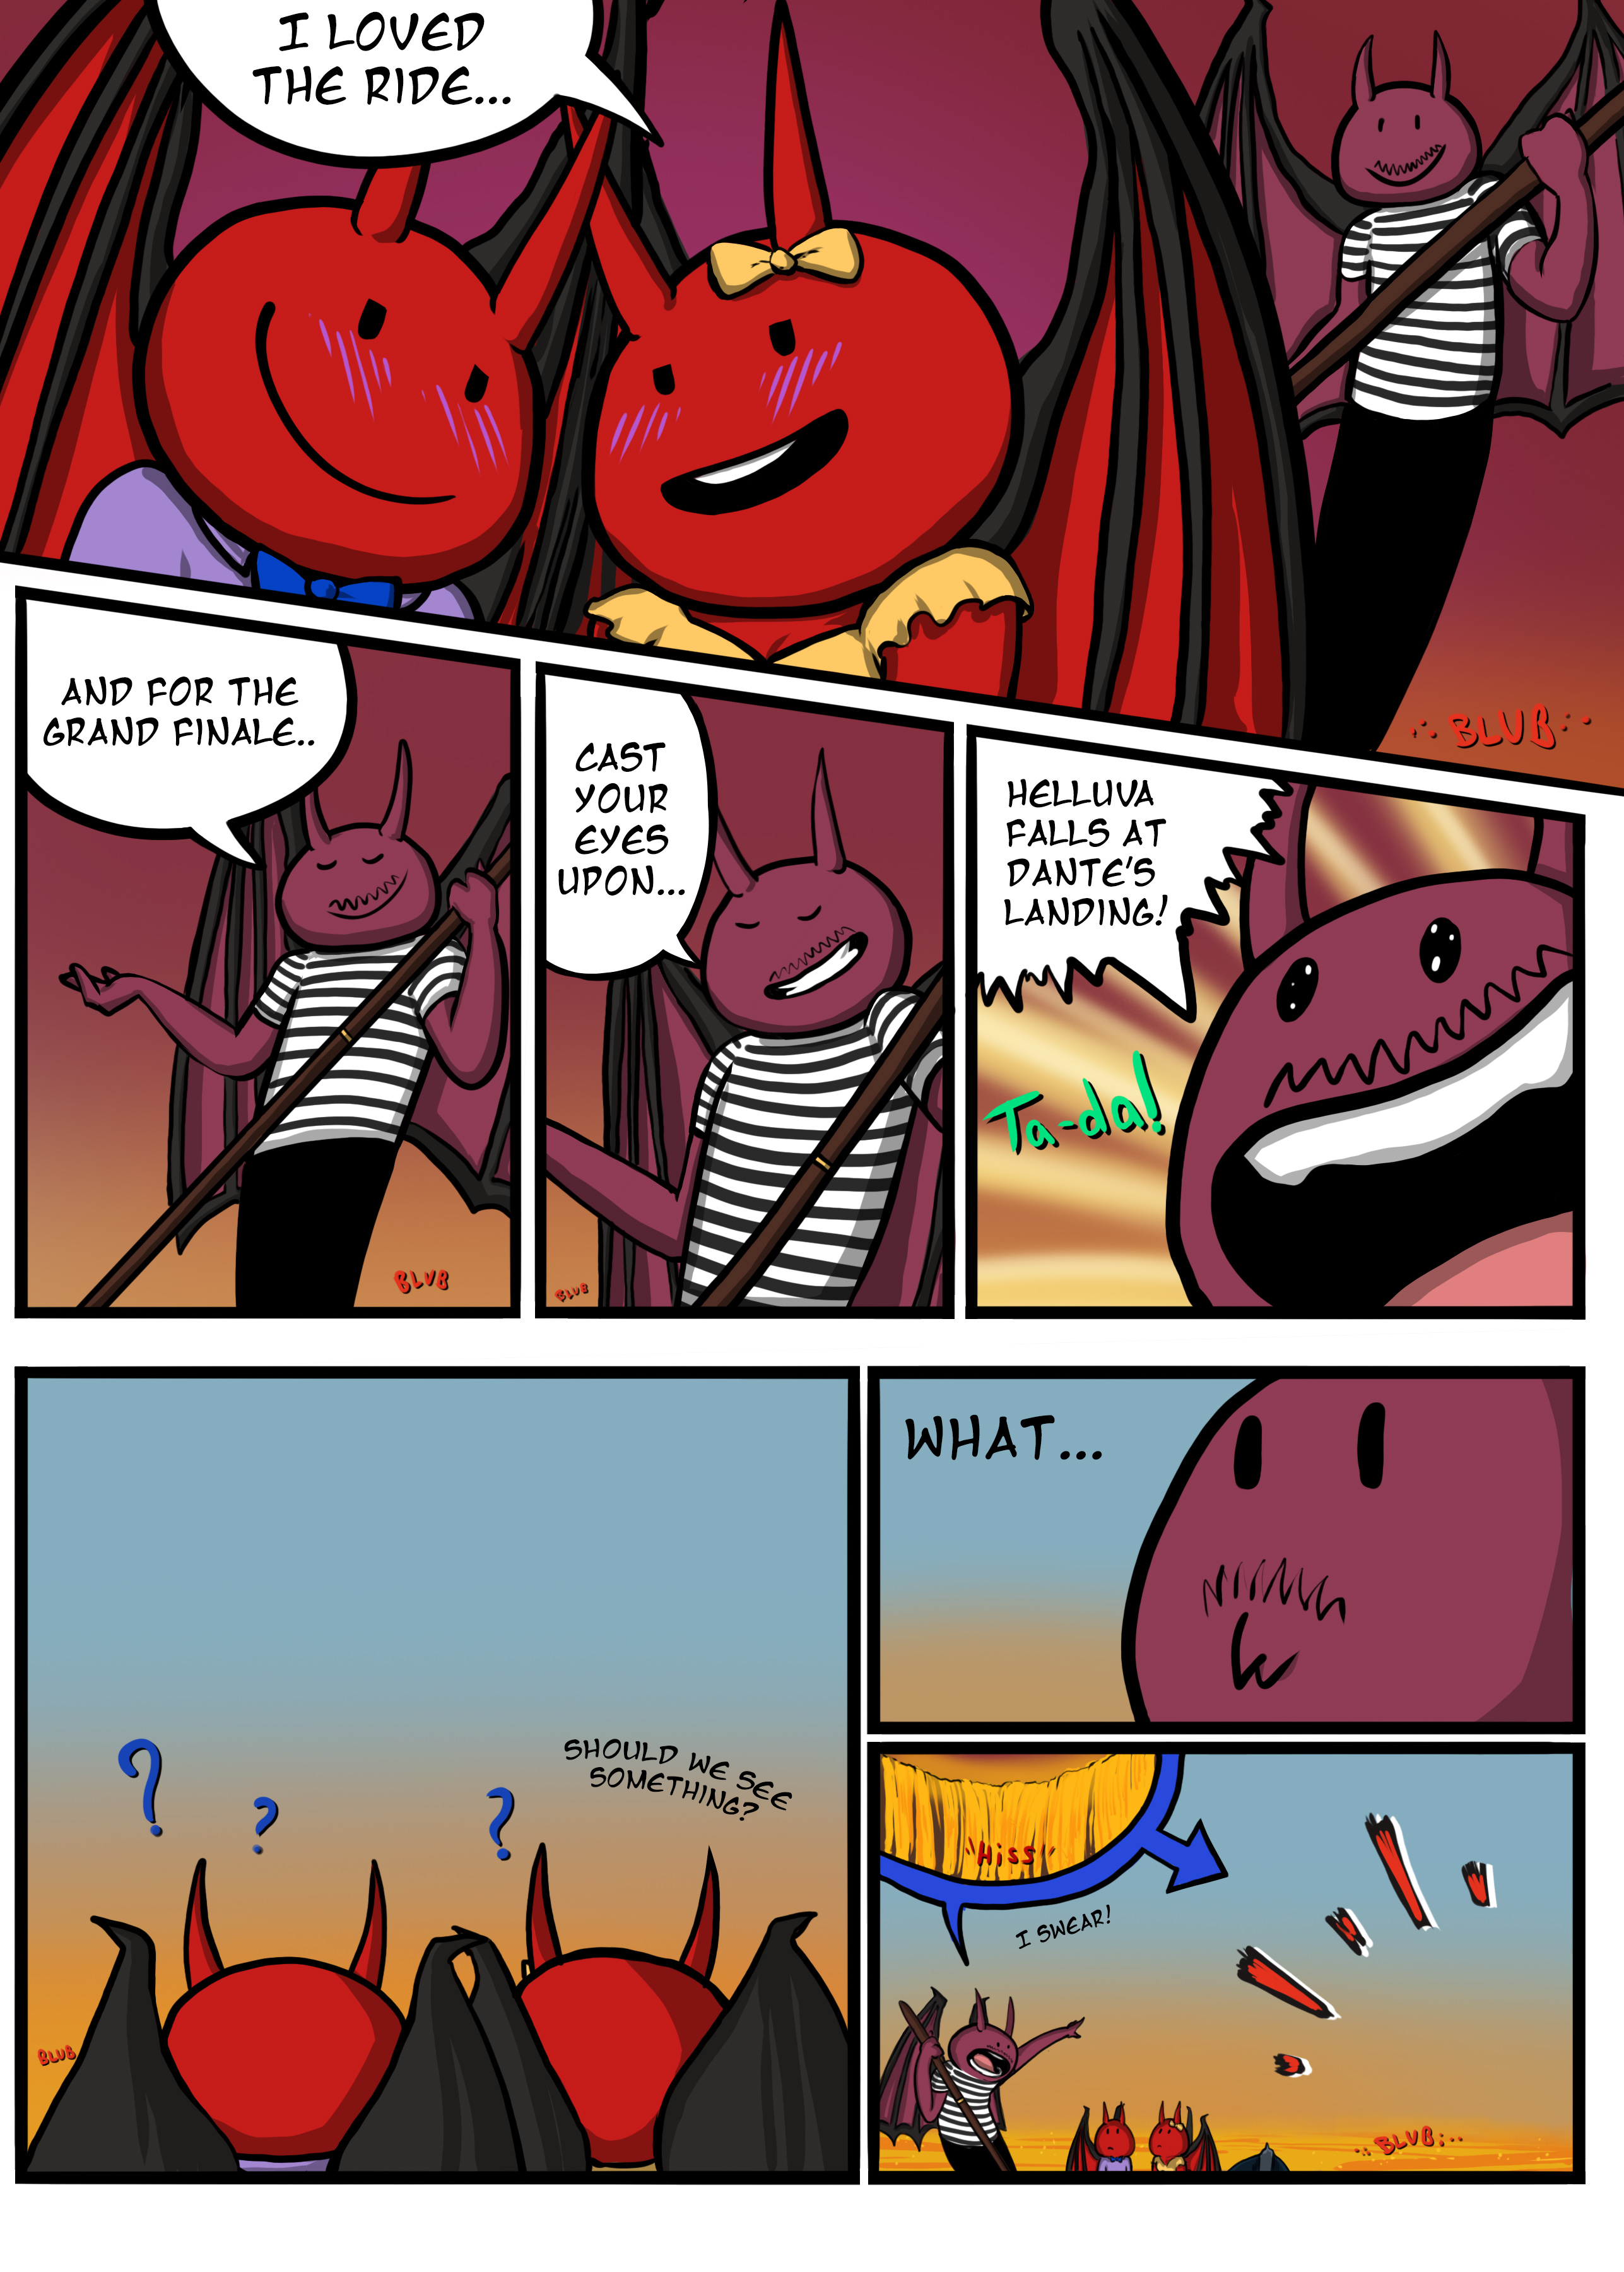 I LOVED
THE RIDE...
BLUB
AND FOR THE
GRAND FINALE..
BLUB
CAST
YOUR
EYES
UPON...
BLUB
HELLUVA
FALLS AT
DANTE'S
LANDING!
Ta-da!
? ? ?
SHOULD WE SEE
SOMETHING?
BLUB
WHAT...
"Hiss"
I SWEAR!
BLUB